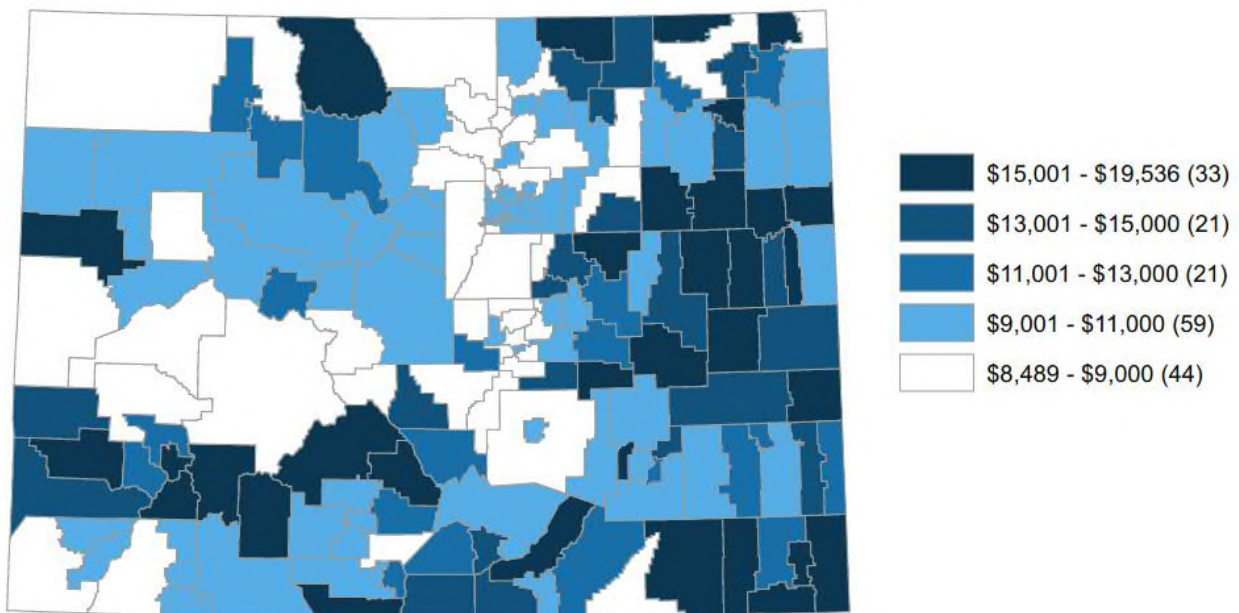 $15,001 - $19,536 (33)
$13,001 - $15,000 (21)
$11,001 - $13,000 (21)
$9,001 - $11,000 (59)
$8,489 - $9,000 (44)